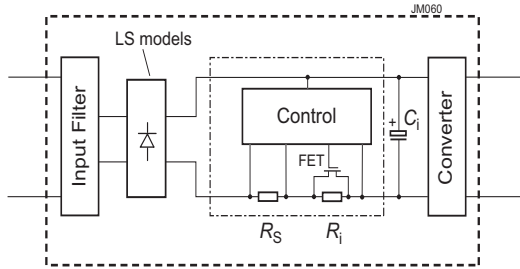 JM060
LS models
Input Filter
Control
+
Ci
Converter
FET
RS
Ri